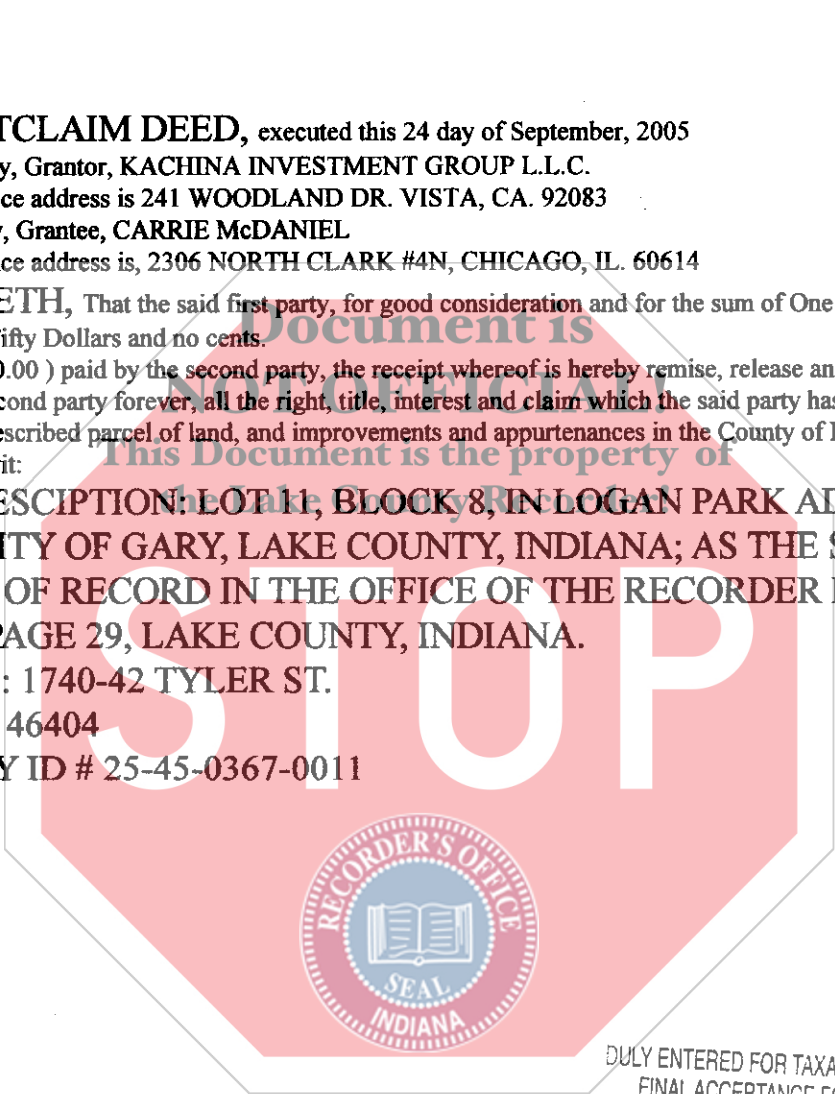 TCLAIM DEED, executed this 24 day of September, 2005
y, Grantor, KACHINA INVESTMENT GROUP L.L.C.
ce address is 241 WOODLAND DR. VISTA, CA. 92083
, Grantee, CARRIE McDANIEL
ce address is, 2306 NORTH CLARK #4N, CHICAGO, IL. 60614
ETH, That the said first party, for good consideration and for the sum of One
ifty Dollars and no cents.
0.00 ) paid by the second party, the receipt whereof is hereby remise, release an
cond party forever, all the right, title, interest and claim which the said party has
escribed parcel of land, and improvements and appurtenances in the County of
it:
Document is
NOT OFFICIAL!
This Document is the property of
the Lake County Recorder!
ESCIPTION: LOT 11, BLOCK 8, IN LOGAN PARK AD
ITY OF GARY, LAKE COUNTY, INDIANA; AS THE S
OF RECORD IN THE OFFICE OF THE RECORDER
AGE 29, LAKE COUNTY, INDIANA.
: 1740-42 TYLER ST.
46404
Y ID # 25-45-0367-0011
STOP
RECORDER'S OFFICE
SEAL
INDIANA
DULY ENTERED FOR TAXA
FINAL ACCEPTANCE FO